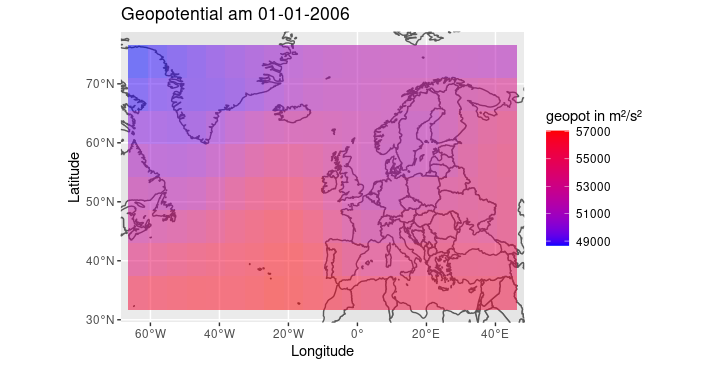 Geopotential am 01-01-2006
70°N
60°N
50°N
40°N
30°N
Latitude
60°W
40°W
20°W
0°
20°E
40°E
Longitude
geopot in m²/s²
57000
55000
53000
51000
49000